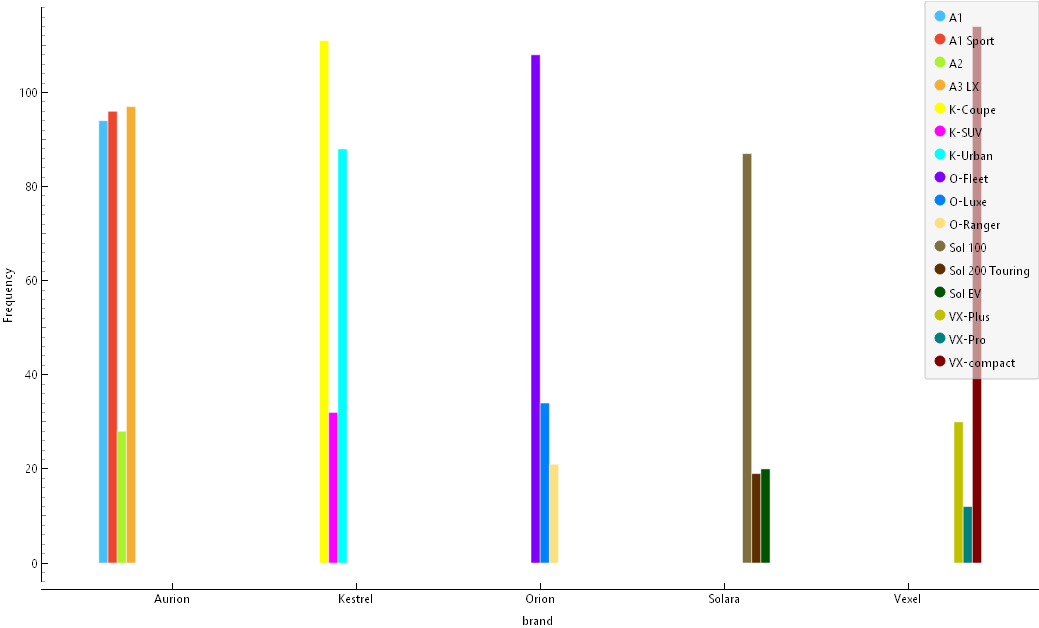 A1
A1 Sport
A2
A3 LX
K-Coupe
K-SUV
K-Urban
O-Fleet
O-Luxe
O-Ranger
Sol 100
Sol 200 Touring
Sol EV
VX-Plus
VX-Pro
VX-compact
100
80
60
40
20
0
Frequency
Aurion Kestrel Orion Solara Vexel
brand